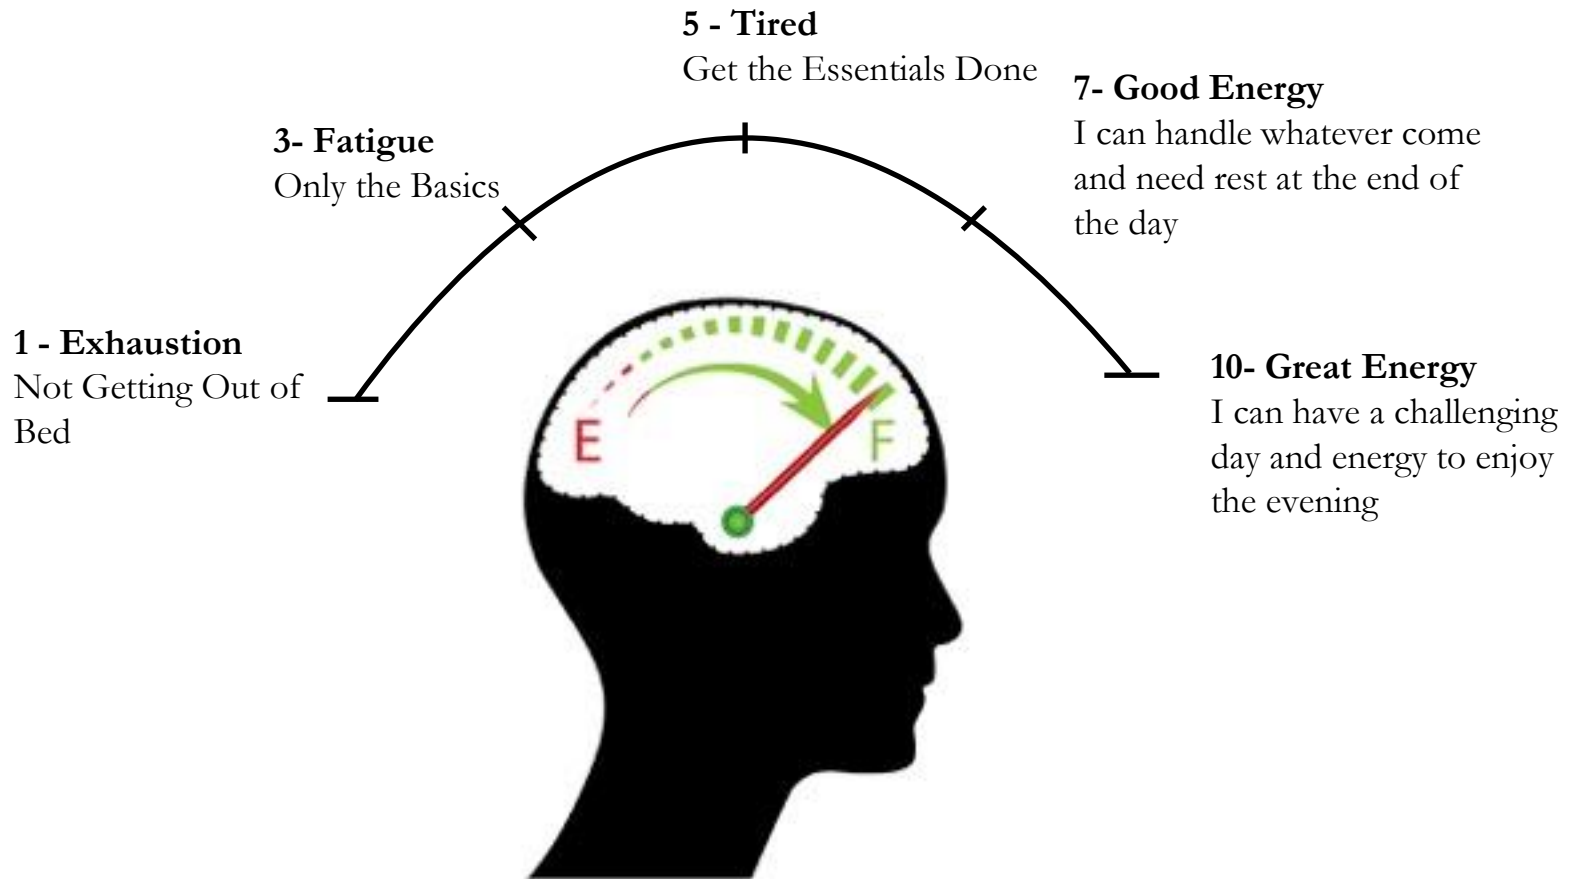 5 - Tired
Get the Essentials Done
7- Good Energy
I can handle whatever come
and need rest at the end of
the day
3- Fatigue
Only the Basics
1 - Exhaustion
Not Getting Out of
Bed
10- Great Energy
I can have a challenging
day and energy to enjoy
the evening
E
F